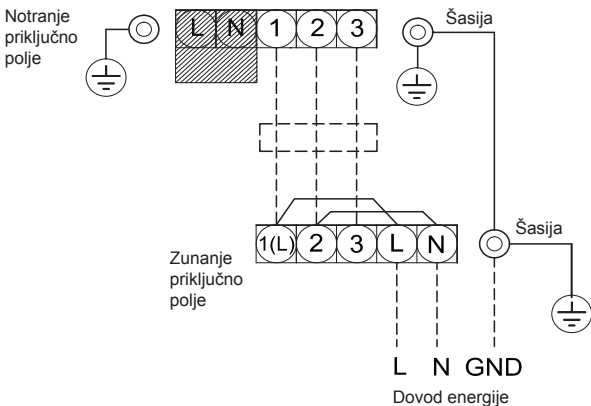 Notranje
priključno
polje
L N 1 2 3
Šasija
1(L) 2 3 L N
Šasija
Zunanje
priključno
polje
L N GND
Dovod energije